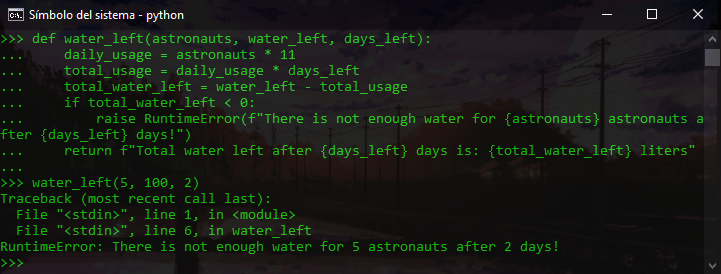 Símbolo del sistema - python
>>> def water_left(astronauts, water_left, days_left):
...     daily_usage = astronauts * 11
...     total_usage = daily_usage * days_left
...     total_water_left = water_left - total_usage
...     if total_water_left < 0:
...         raise RuntimeError(f"There is not enough water for {astronauts} astronauts a
fter {days_left} days!")
...     return f"Total water left after {days_left} days is: {total_water_left} liters"
...
>>> water_left(5, 100, 2)
Traceback (most recent call last):
  File "<stdin>", line 1, in <module>
  File "<stdin>", line 6, in water_left
RuntimeError: There is not enough water for 5 astronauts after 2 days!
>>>